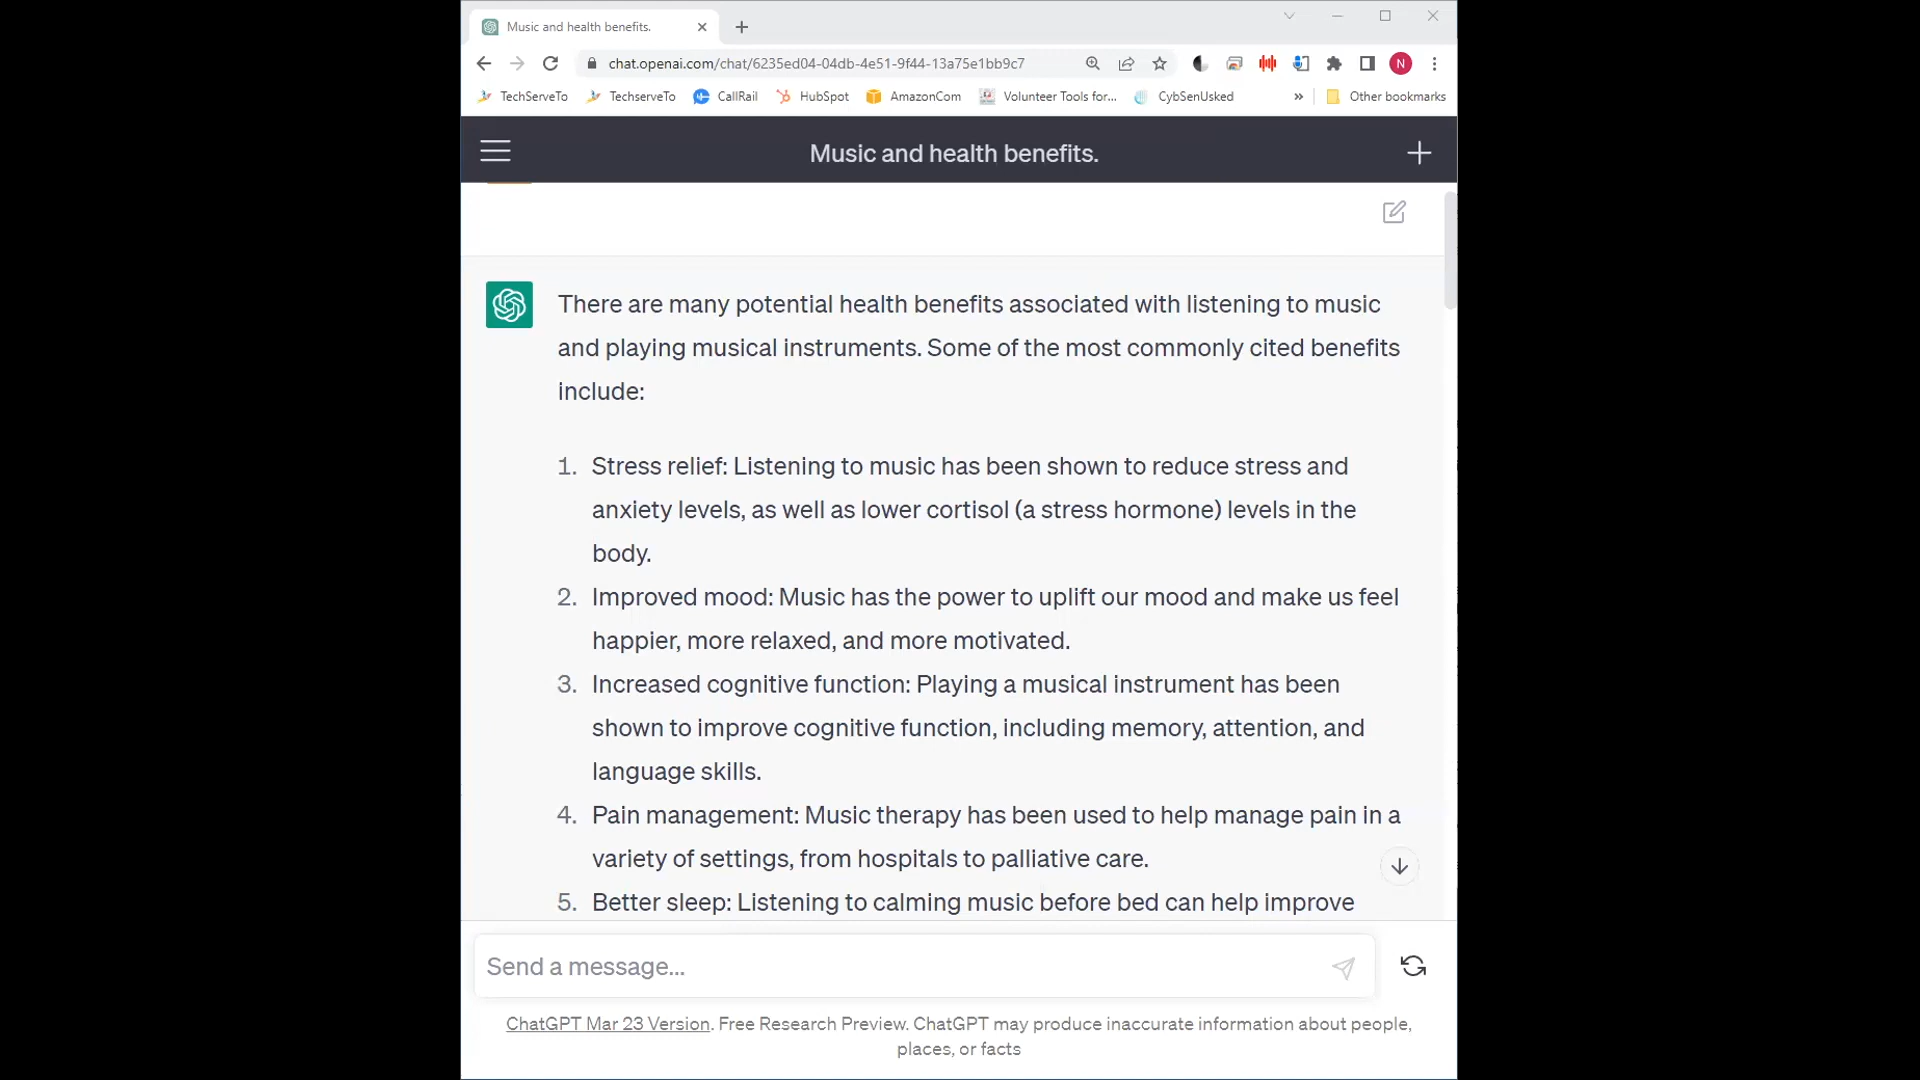 Music and health benefits.
chat.openai.com/chat/6235ed04-04db-4e51-9f44-13a75e1bb9c7
N
TechServeTo TechserveTo CallRail HubSpot AmazonCom Volunteer Tools for... CybSenUsked » Other bookmarks
Music and health benefits.
There are many potential health benefits associated with listening to music
and playing musical instruments. Some of the most commonly cited benefits
include:
1. Stress relief: Listening to music has been shown to reduce stress and
anxiety levels, as well as lower cortisol (a stress hormone) levels in the
body.
2. Improved mood: Music has the power to uplift our mood and make us feel
happier, more relaxed, and more motivated.
3. Increased cognitive function: Playing a musical instrument has been
shown to improve cognitive function, including memory, attention, and
language skills.
4. Pain management: Music therapy has been used to help manage pain in a
variety of settings, from hospitals to palliative care.
5. Better sleep: Listening to calming music before bed can help improve
Send a message...
ChatGPT Mar 23 Version. Free Research Preview. ChatGPT may produce inaccurate information about people,
places, or facts